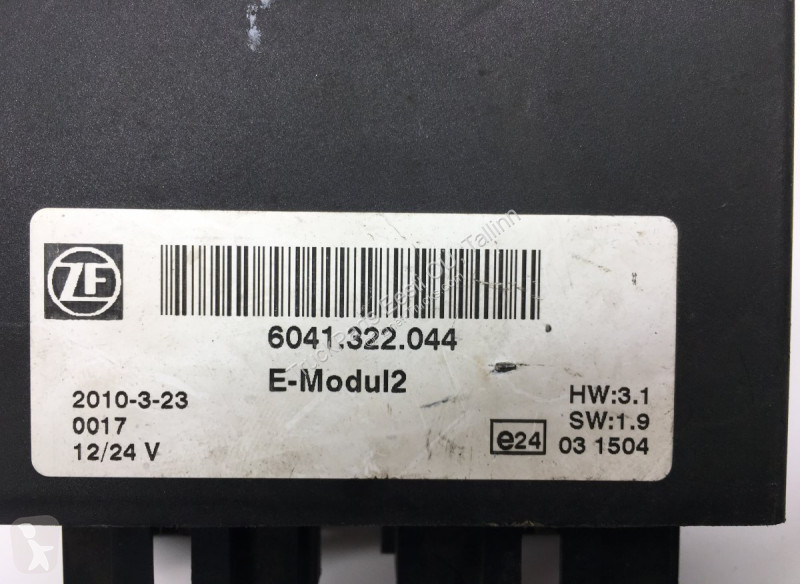 ZF
6041.322.044
E-Modul2
2010-3-23
0017
12/24 V
HW:3.1
SW:1.9
e24 03 1504